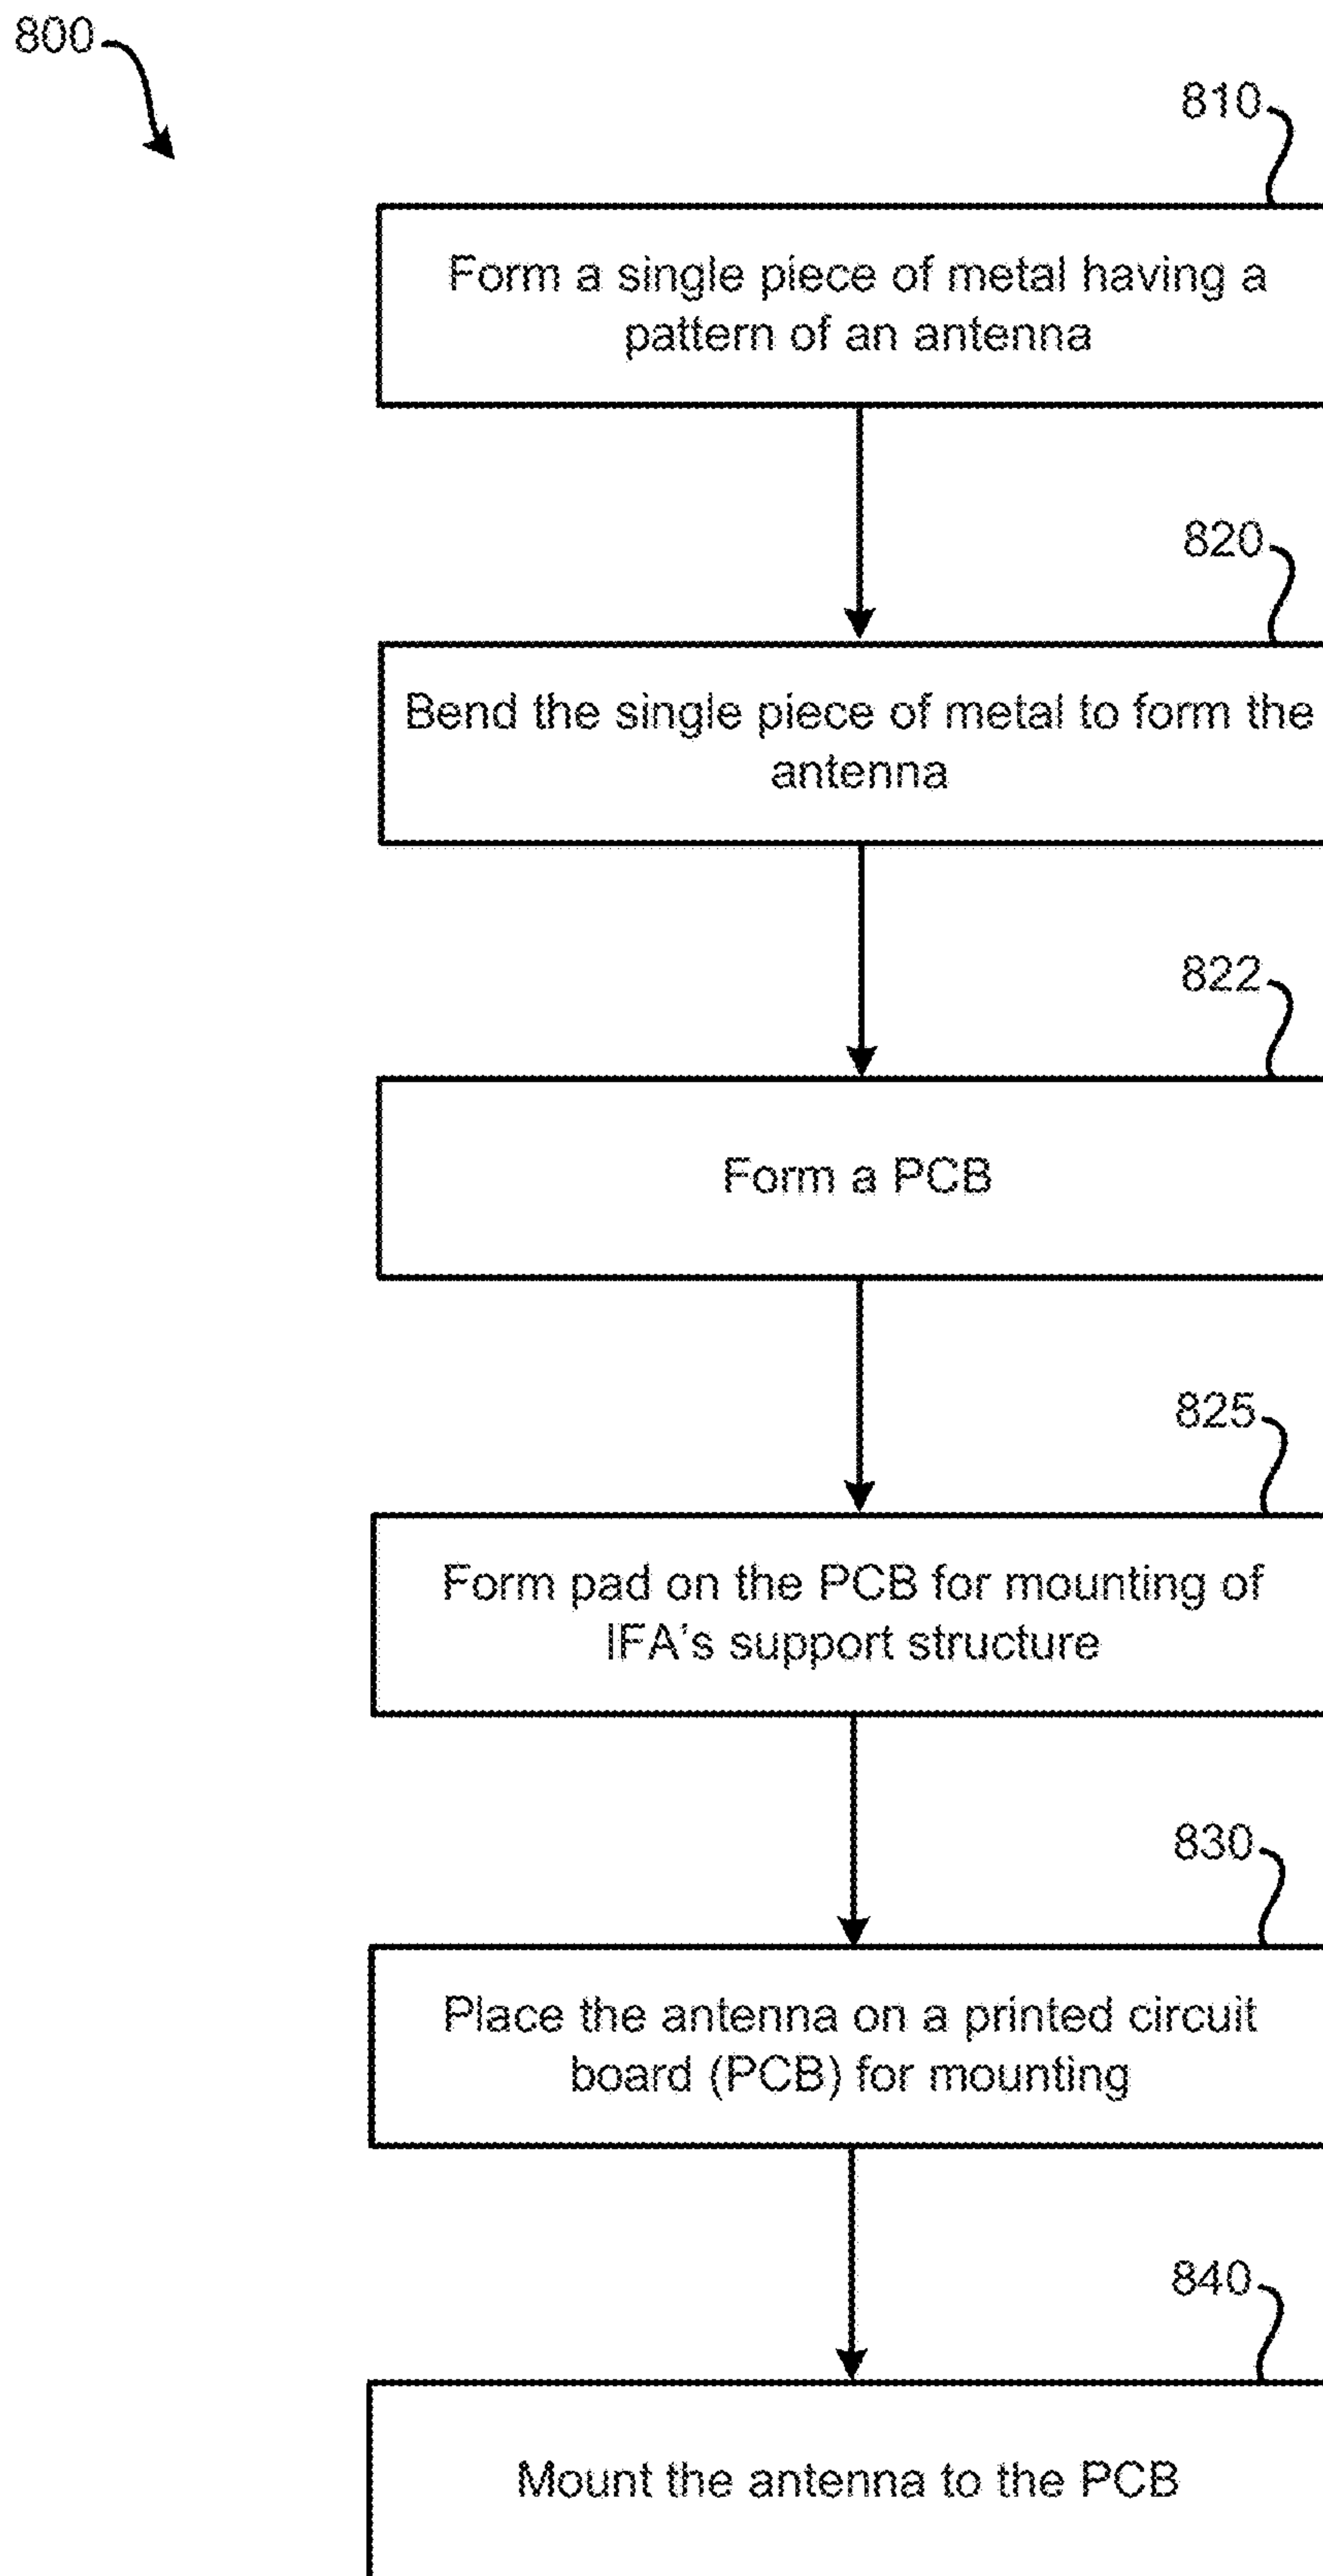 800
810
Form a single piece of metal having a
pattern of an antenna
820
Bend the single piece of metal to form the
antenna
822
Form a PCB
825
Form pad on the PCB for mounting of
IFA's support structure
830
Place the antenna on a printed circuit
board (PCB) for mounting
840
Mount the antenna to the PCB